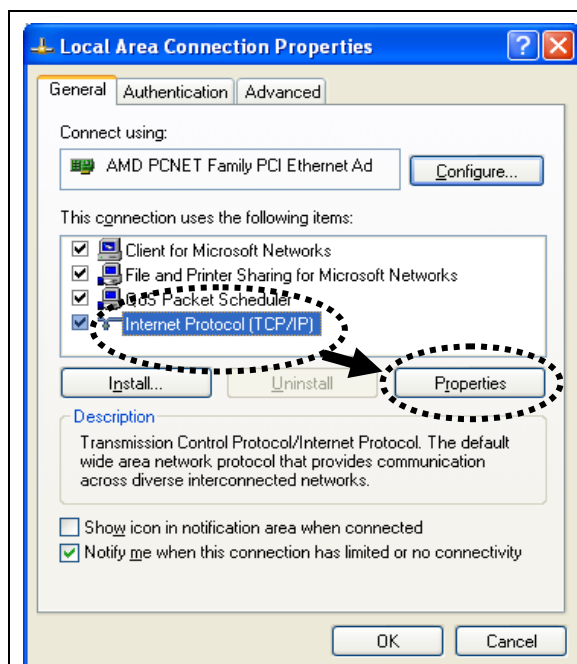 Local Area Connection Properties
General Authentication Advanced
Connect using:
AMD PCNET Family PCI Ethernet Ad Configure...
This connection uses the following items:
Client for Microsoft Networks
File and Printer Sharing for Microsoft Networks
QoS Packet Scheduler
Internet Protocol (TCP/IP)
Install... Uninstall Properties
Description
Transmission Control Protocol/Internet Protocol. The default
wide area network protocol that provides communication
across diverse interconnected networks.
Show icon in notification area when connected
Notify me when this connection has limited or no connectivity
OK Cancel